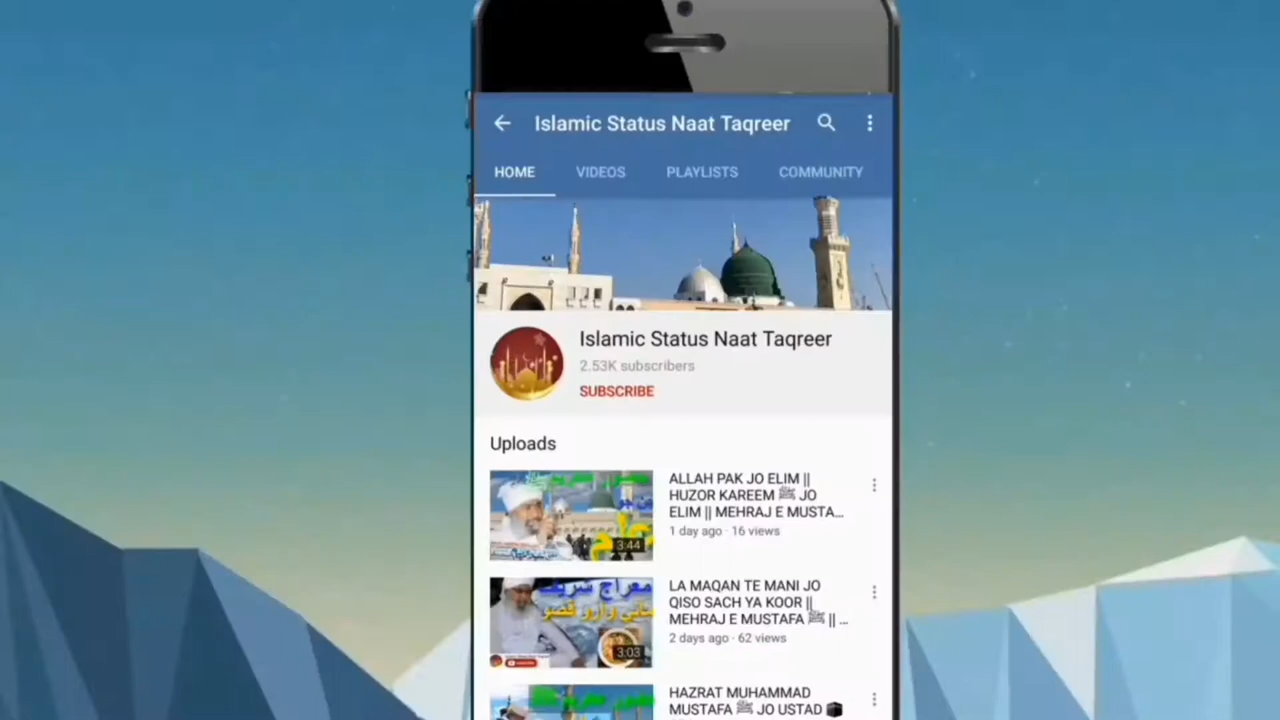 Islamic Status Naat Taqreer
HOME VIDEOS PLAYLISTS COMMUNITY
Islamic Status Naat Taqreer
2.53K subscribers
SUBSCRIBE
Uploads
3:44
ALLAH PAK JO ELIM ||
HUZOR KAREEM ﷺ JO
ELIM || MEHRAJ E MUSTA...
1 day ago · 16 views
معراج شريف
3:03
LA MAQAN TE MANI JO
QISO SACH YA KOOR ||
MEHRAJ E MUSTAFA ﷺ || ...
2 days ago · 62 views
HAZRAT MUHAMMAD
MUSTAFA ﷺ JO USTAD 🕋